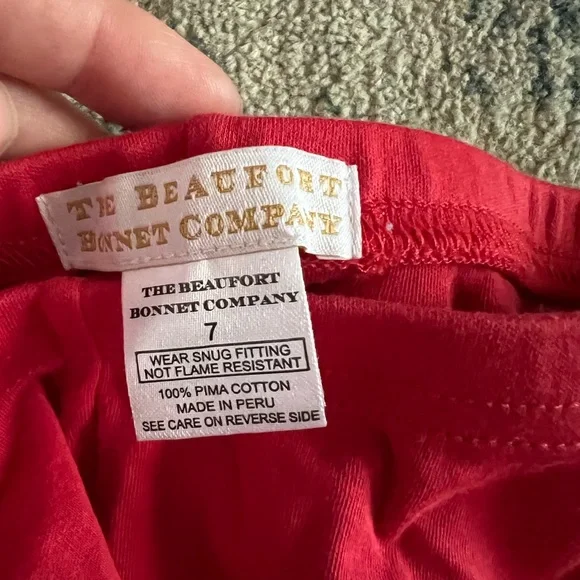 THE BEAUFORT
BONNET COMPANY
THE BEAUFORT
BONNET COMPANY
7
WEAR SNUG FITTING
NOT FLAME RESISTANT
100% PIMA COTTON
MADE IN PERU
SEE CARE ON REVERSE SIDE